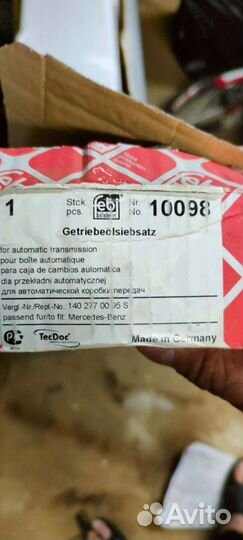 1 Stck. pcs. febi bilstein Nr. No. 10098
Getriebeölsiebsatz
for automatic transmission
pour boîte automatique
para caja de cambios automática
dla przekładni automatycznej
для автоматической коробки передач
Vergl.-Nr/Repl.-No.: 140 277 00 95 S
passend für/to fit: Mercedes-Benz
TecDoc
Made in Germany
Avito